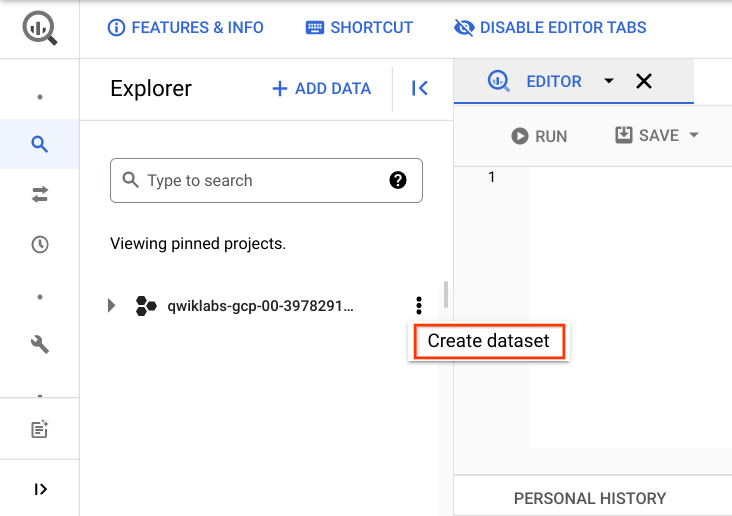 FEATURES & INFO
SHORTCUT
DISABLE EDITOR TABS
Explorer
ADD DATA
EDITOR
RUN
SAVE
Type to search
1
Viewing pinned projects.
qwiklabs-gcp-00-3978291...
Create dataset
PERSONAL HISTORY